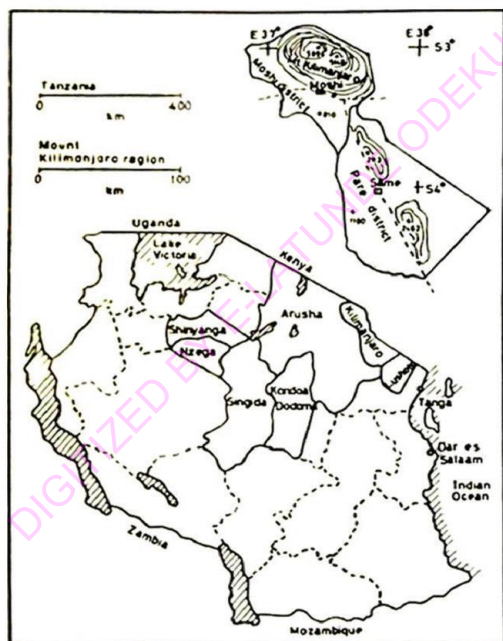 E 37°
E 38°
S 3°
Mt Kilimanjaro
Moshi
Moshi district
Tanzania
0 400
km
Mount
Kilimanjaro region
0 100
km
Same
S 4°
Pare district
Uganda
Lake
Victoria
Kenya
Shinyanga
Nzega
Arusha
Kilimanjaro
Singida
Kondoa
Dodoma
Lushoto
Tanga
Dar es
Salaam
Indian
Ocean
Zambia
Mozambique
DIGITIZED BY E-LATUNDE ODEKU